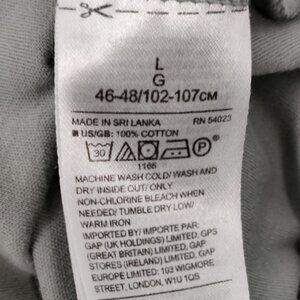 L
G
46-48/102-107CM
MADE IN SRI LANKA RN 54023
US/GB: 100% COTTON
30 P
1166
MACHINE WASH COLD/WASH AND
DRY INSIDE OUT/ ONLY
NON-CHLORINE BLEACH WHEN
NEEDED/ TUMBLE DRY LOW/
WARM IRON
IMPORTED BY/ IMPORTE PAR:
GAP (UK HOLDINGS) LIMITED, GPS
(GREAT BRITAIN) LIMITED, GAP
STORES (IRELAND) LIMITED, GAP
EUROPE LIMITED: 103 WIGMORE
STREET, LONDON, W1U 1QS